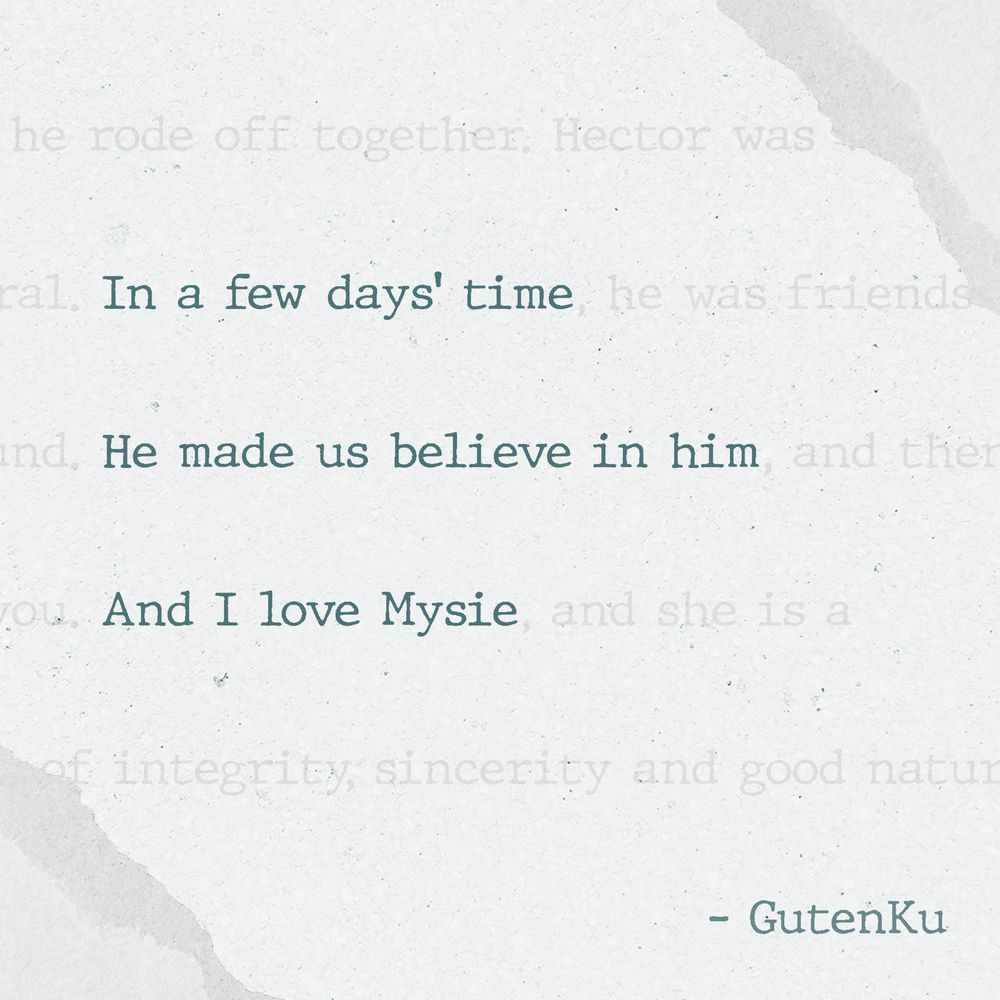 he rode off together. Hector was
ral. In a few days' time, he was friends
und. He made us believe in him, and ther
you. And I love Mysie, and she is a
of integrity, sincerity and good natur
- GutenKu